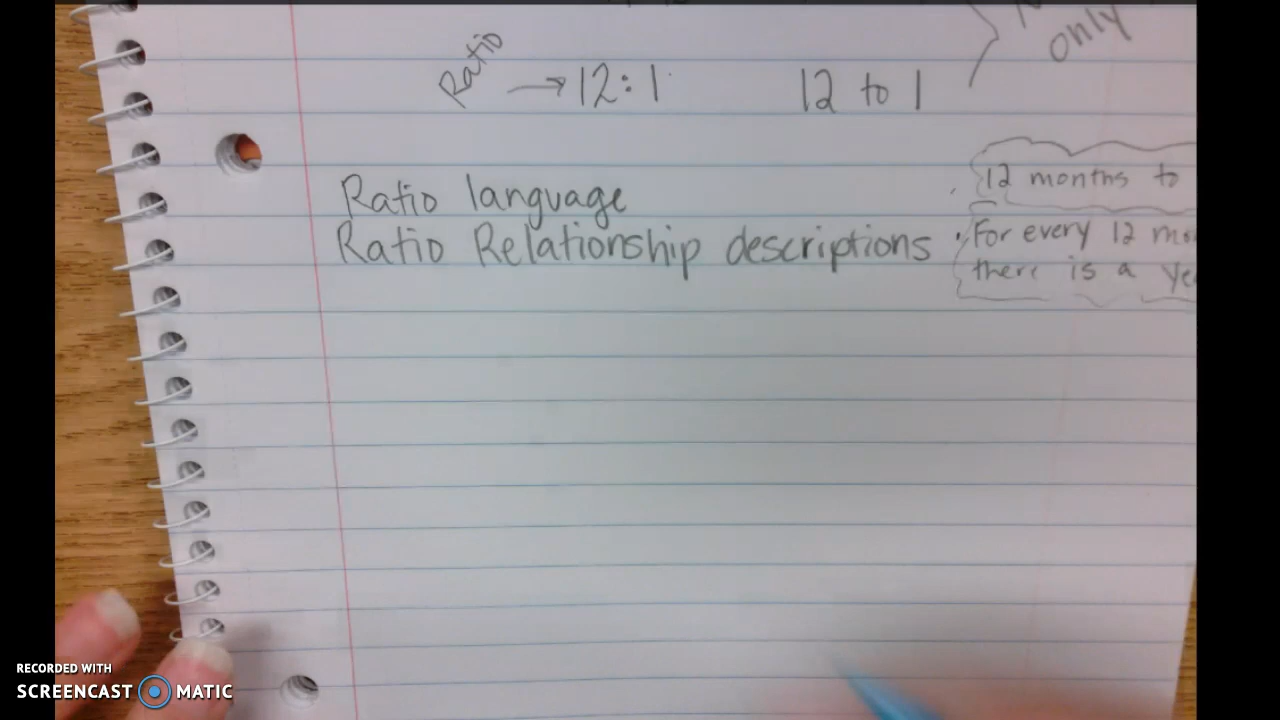 only
Ratio → 12:1 12 to 1
12 months to
Ratio language
Ratio Relationship descriptions • For every 12
there is a
RECORDED WITH
SCREENCAST MATIC